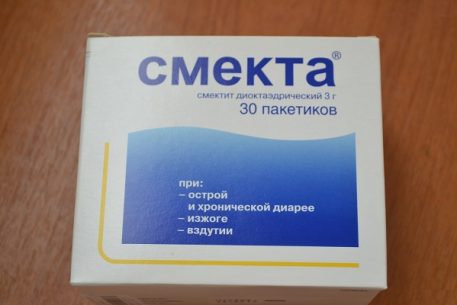 смекта®
смектит диоктаэдрический 3 г
30 пакетиков
при:
– острой
и хронической диарее
– изжоге
– вздутии